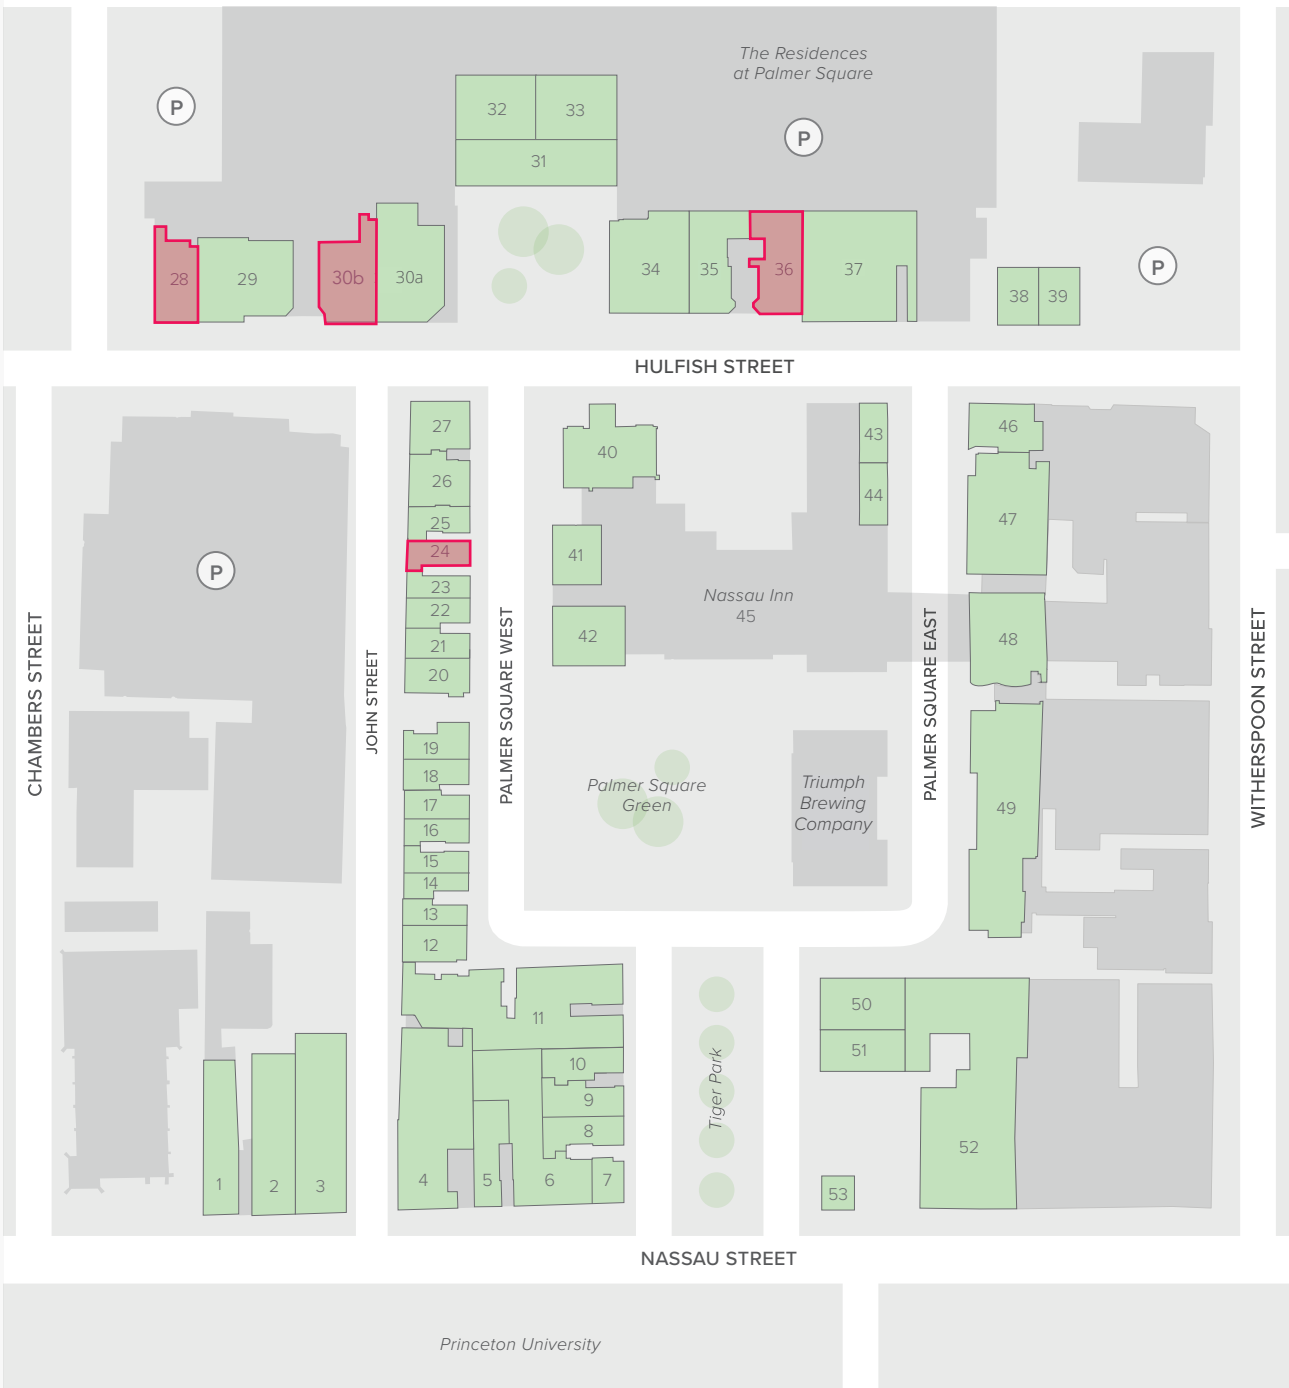 The Residences
at Palmer Square
P
P
32
33
31
P
28
29
30b
30a
34
35
36
37
38
39
HULFISH STREET
27
26
25
24
23
22
21
20
19
18
17
16
15
14
13
12
40
41
42
43
44
Nassau Inn
45
46
47
48
49
P
CHAMBERS STREET
JOHN STREET
PALMER SQUARE WEST
PALMER SQUARE EAST
WITHERSPOON STREET
Palmer Square
Green
Triumph
Brewing
Company
11
10
9
8
7
6
5
4
3
2
1
Tiger Park
50
51
52
53
NASSAU STREET
Princeton University